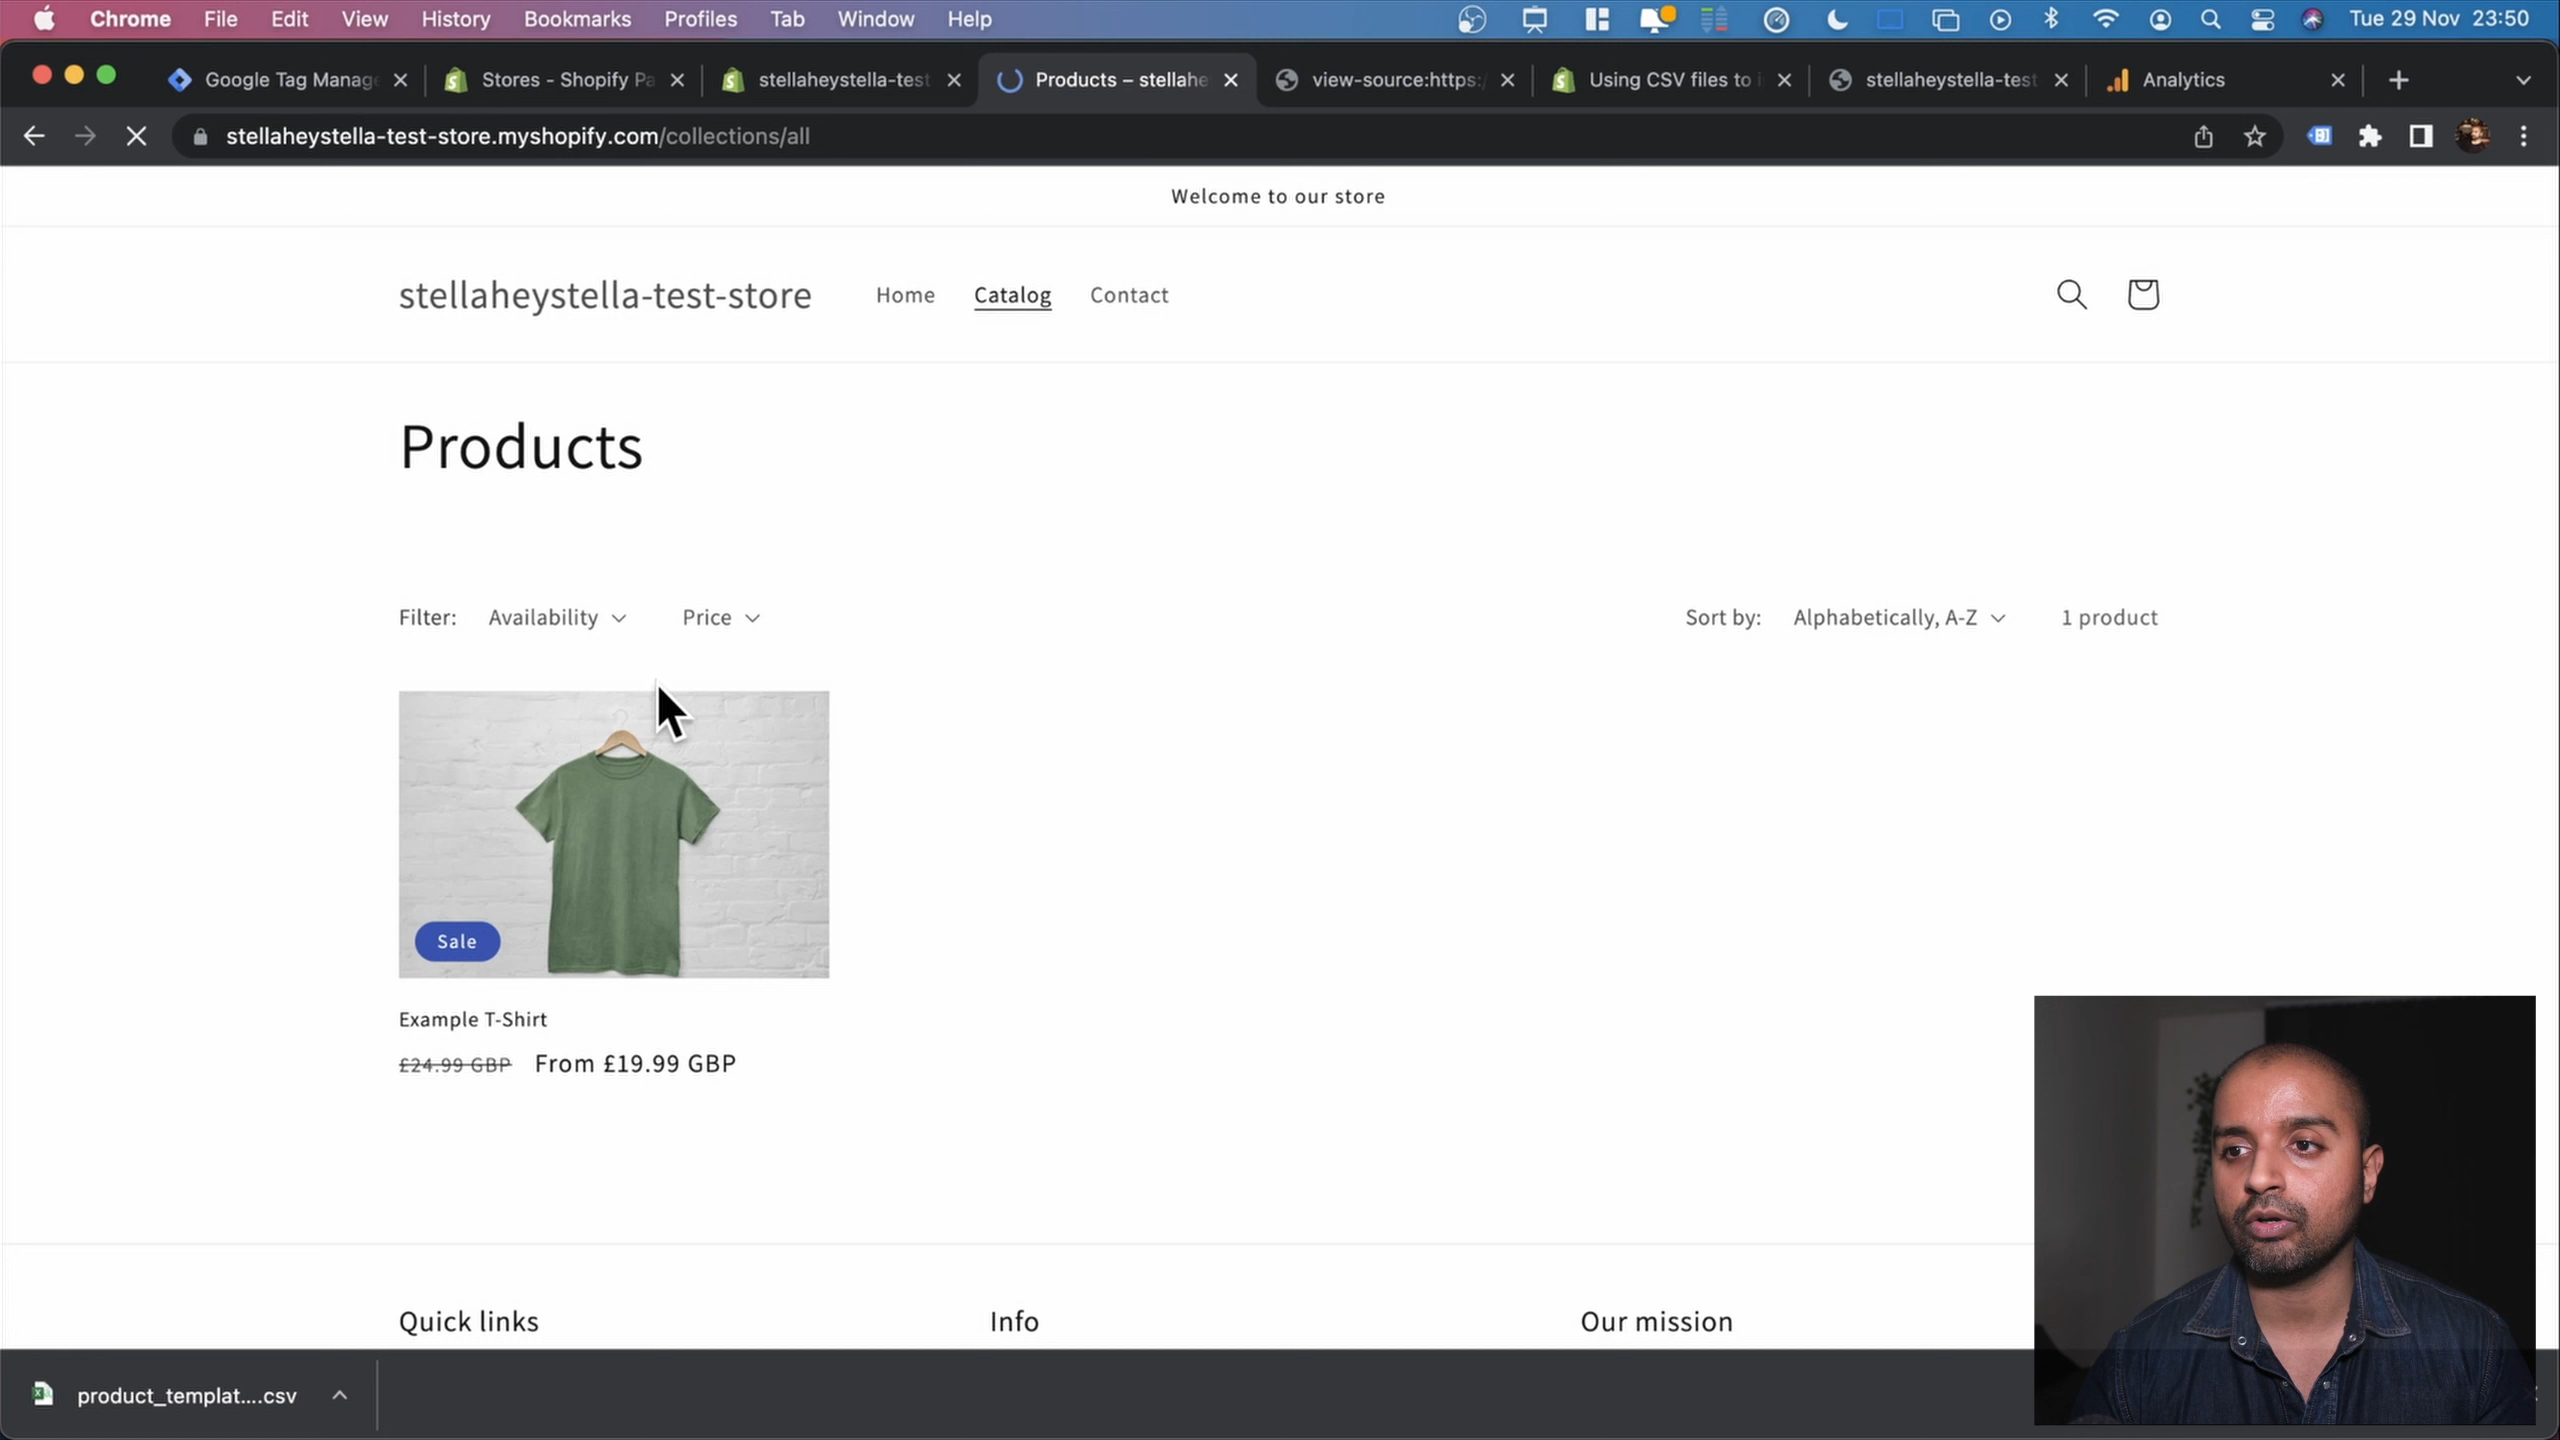 Chrome File Edit View History Bookmarks Profiles Tab Window Help Tue 29 Nov 23:50
Google Tag Manage Stores - Shopify Pa stellaheystella-test Products – stellahe view-source:https:/ Using CSV files to i stellaheystella-test Analytics
stellaheystella-test-store.myshopify.com/collections/all
Welcome to our store
stellaheystella-test-store Home Catalog Contact
Products
Filter: Availability Price Sort by: Alphabetically, A-Z 1 product
Sale
Example T-Shirt
£24.99 GBP From £19.99 GBP
Quick links Info Our mission
product_templat....csv